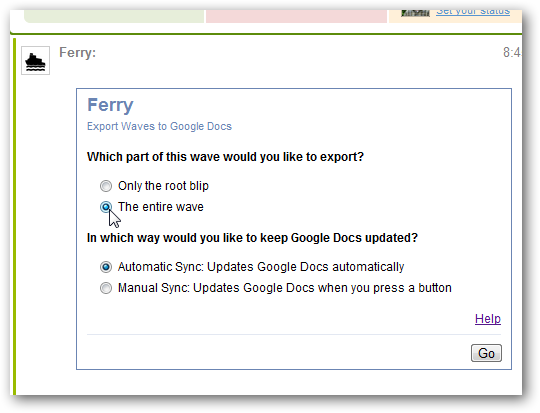 Set your status
Ferry:
8:4
Ferry
Export Waves to Google Docs
Which part of this wave would you like to export?
Only the root blip
The entire wave
In which way would you like to keep Google Docs updated?
Automatic Sync: Updates Google Docs automatically
Manual Sync: Updates Google Docs when you press a button
Help
Go